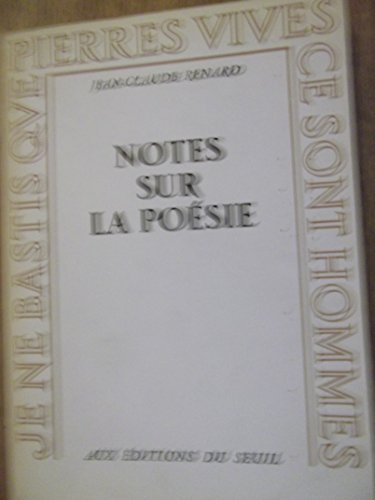 JE NE BASTIS QVE
PIERRES VIVES
CE SONT HOMMES
JEAN-CLAUDE RENARD
NOTES
SUR
LA POÉSIE
AUX EDITIONS DU SEUIL